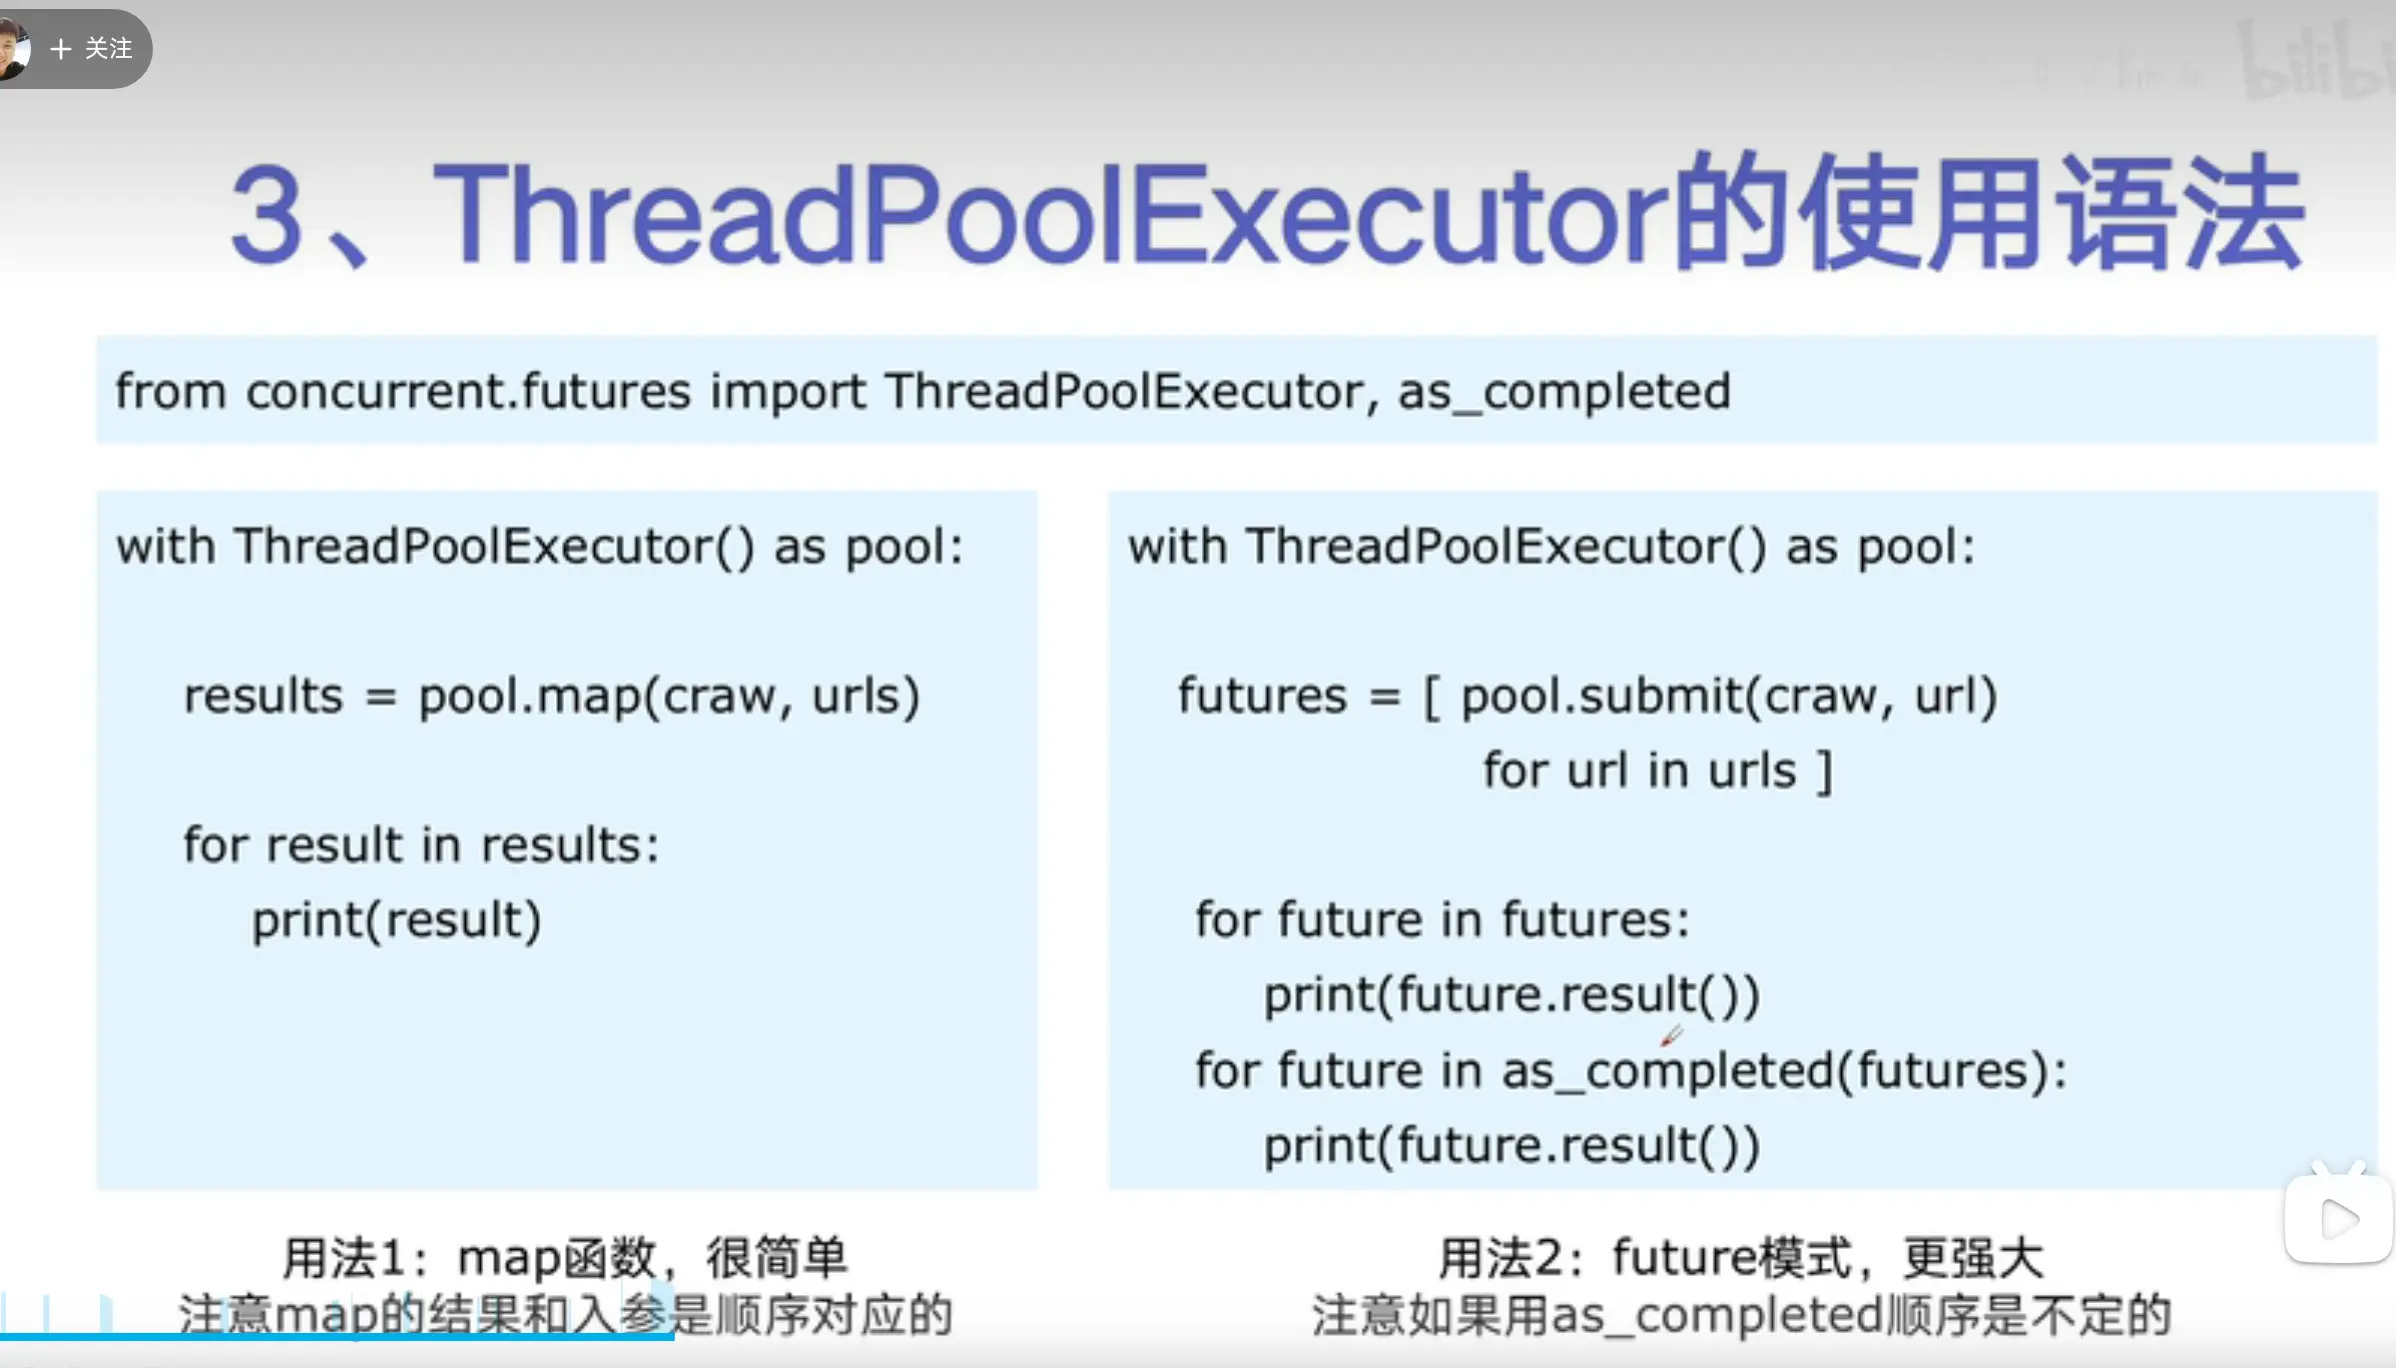 + 关注
bilibi
3、ThreadPoolExecutor的使用语法
from concurrent.futures import ThreadPoolExecutor, as_completed
with ThreadPoolExecutor() as pool:
results = pool.map(craw, urls)
for result in results:
print(result)
with ThreadPoolExecutor() as pool:
futures = [ pool.submit(craw, url)
for url in urls ]
for future in futures:
print(future.result())
for future in as_completed(futures):
print(future.result())
用法1：map函数，很简单
注意map的结果和入参是顺序对应的
用法2：future模式，更强大
注意如果用as_completed顺序是不定的